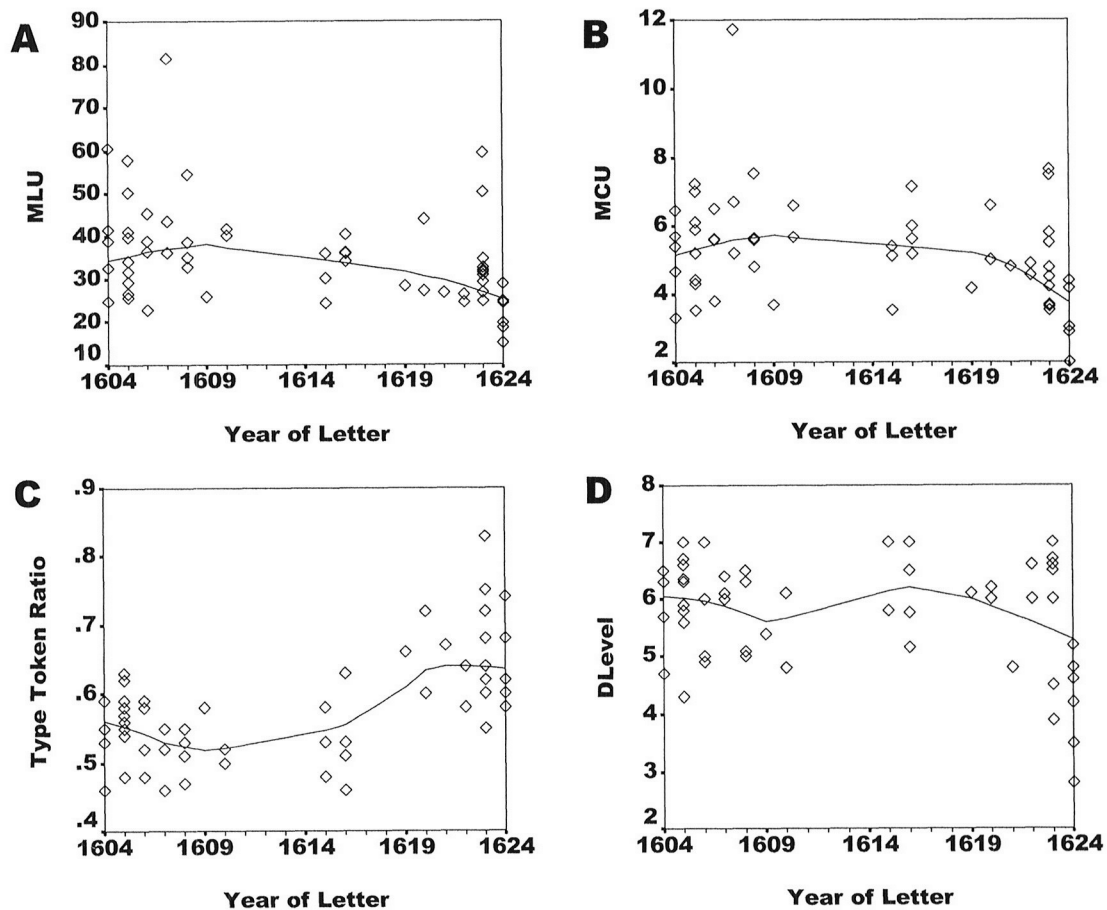 A
MLU
90
80
70
60
50
40
30
20
10
1604 1609 1614 1619 1624
Year of Letter
B
MCU
12
10
8
6
4
2
1604 1609 1614 1619 1624
Year of Letter
C
Type Token Ratio
.9
.8
.7
.6
.5
.4
1604 1609 1614 1619 1624
Year of Letter
D
DLevel
8
7
6
5
4
3
2
1604 1609 1614 1619 1624
Year of Letter